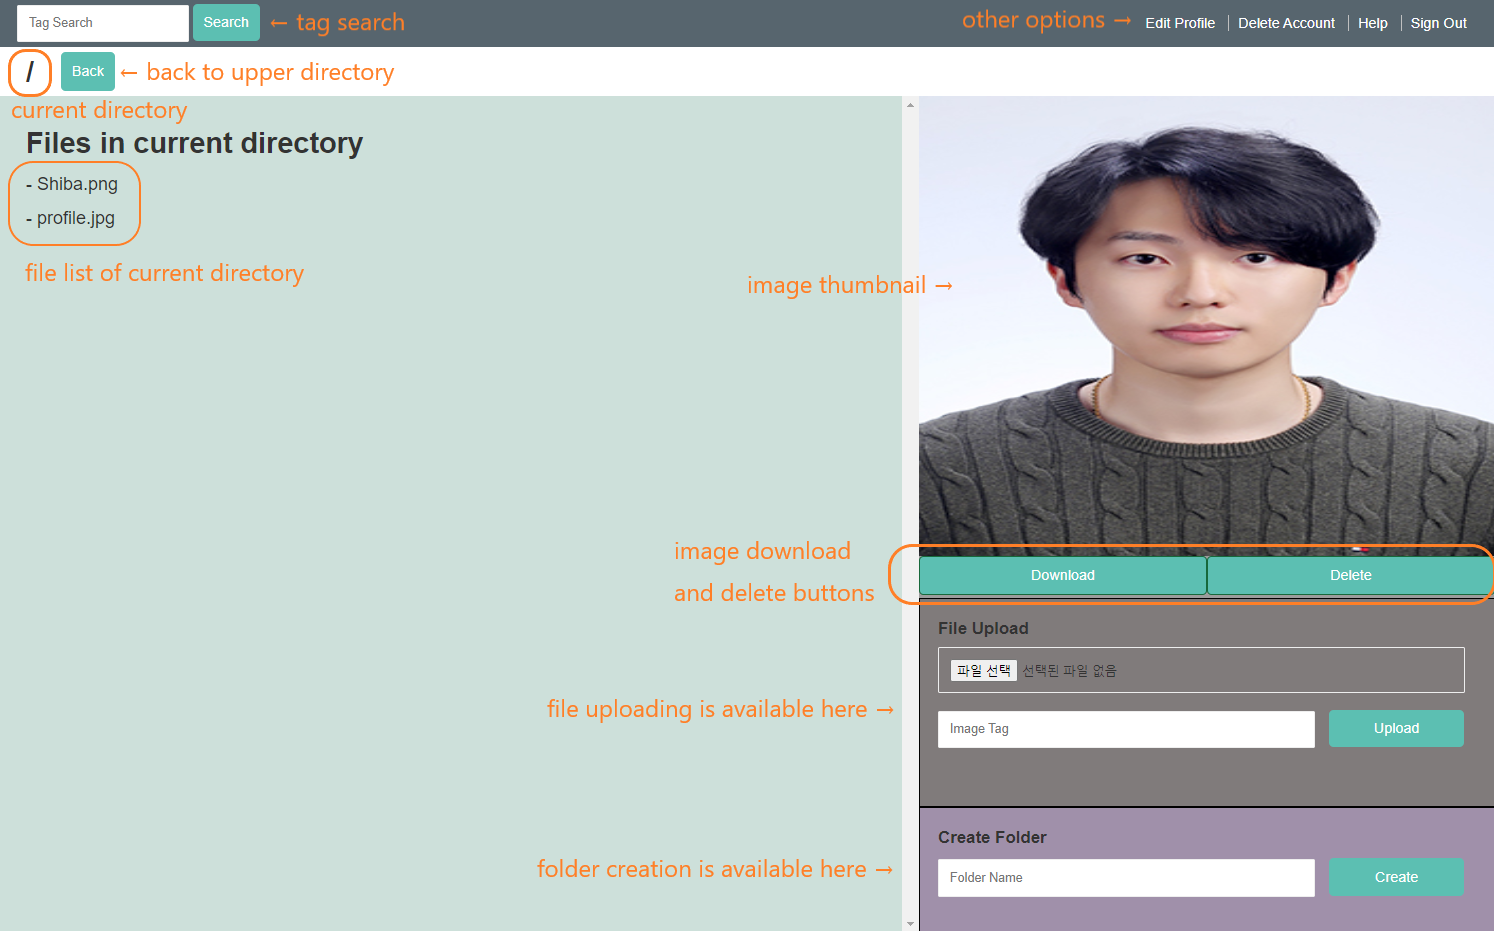 Tag Search
Search
← tag search
other options →
Edit Profile
Delete Account
Help
Sign Out
/
Back
← back to upper directory
current directory
Files in current directory
- Shiba.png
- profile.jpg
file list of current directory
image thumbnail →
image download
and delete buttons
Download
Delete
File Upload
파일 선택 선택된 파일 없음
file uploading is available here →
Image Tag
Upload
Create Folder
folder creation is available here →
Folder Name
Create